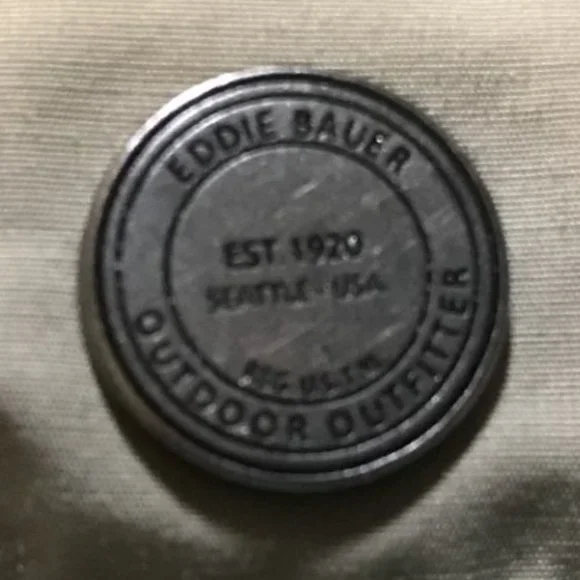 EDDIE BAUER
EST 1920
SEATTLE · USA
OUTDOOR OUTFITTER